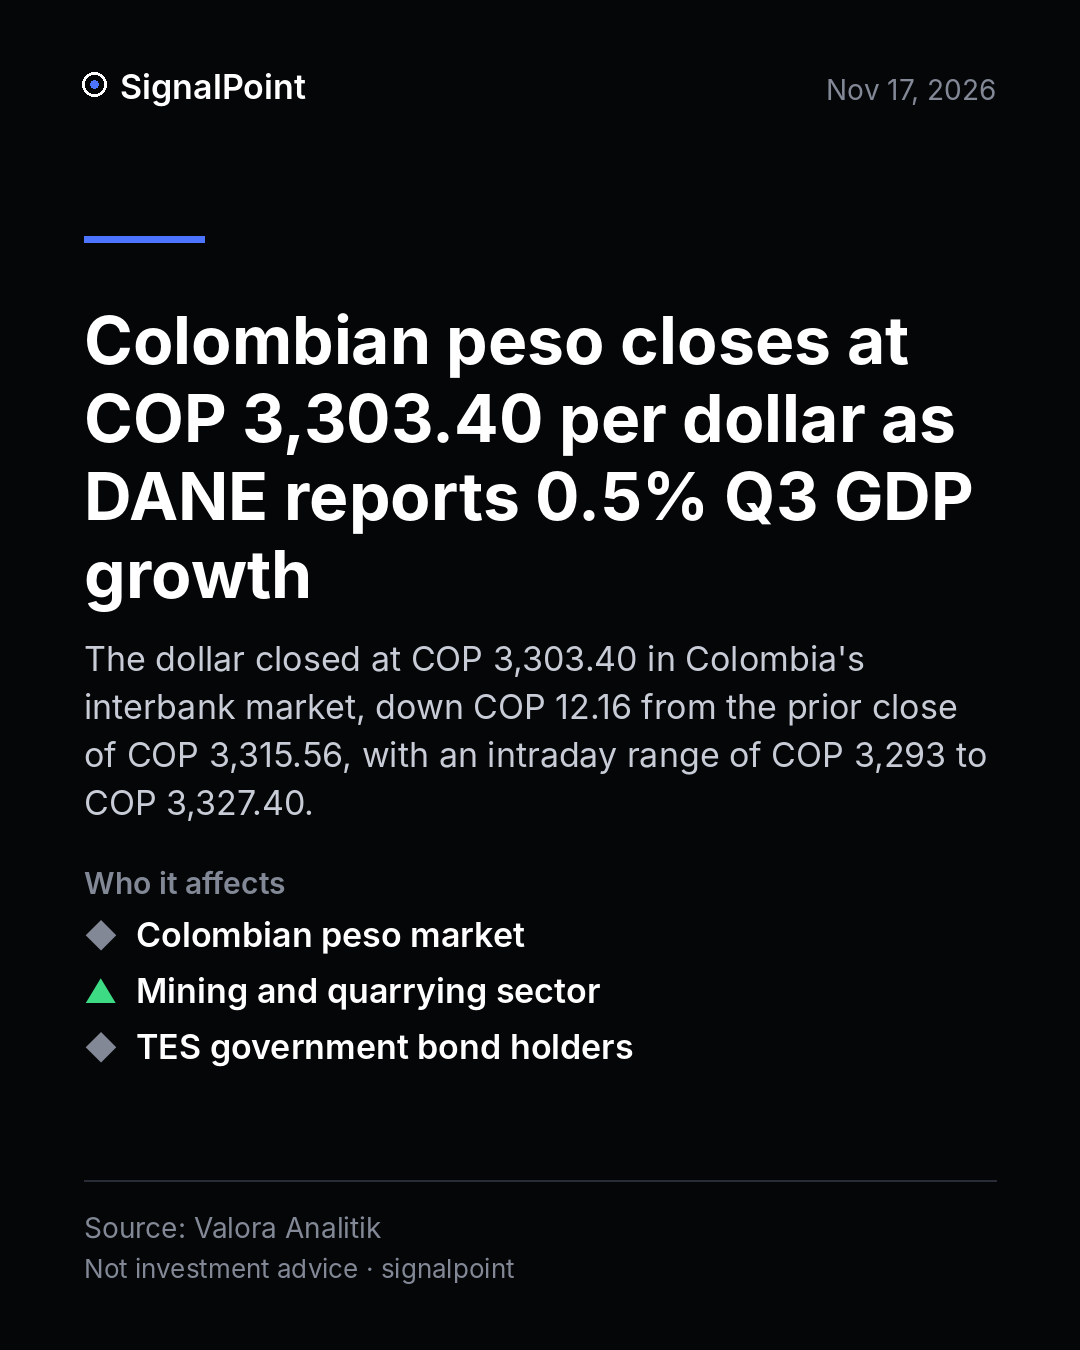 SignalPoint
Nov 17, 2026
Colombian peso closes at
COP 3,303.40 per dollar as
DANE reports 0.5% Q3 GDP
growth
The dollar closed at COP 3,303.40 in Colombia's
interbank market, down COP 12.16 from the prior close
of COP 3,315.56, with an intraday range of COP 3,293 to
COP 3,327.40.
Who it affects
Colombian peso market
Mining and quarrying sector
TES government bond holders
Source: Valora Analitik
Not investment advice · signalpoint